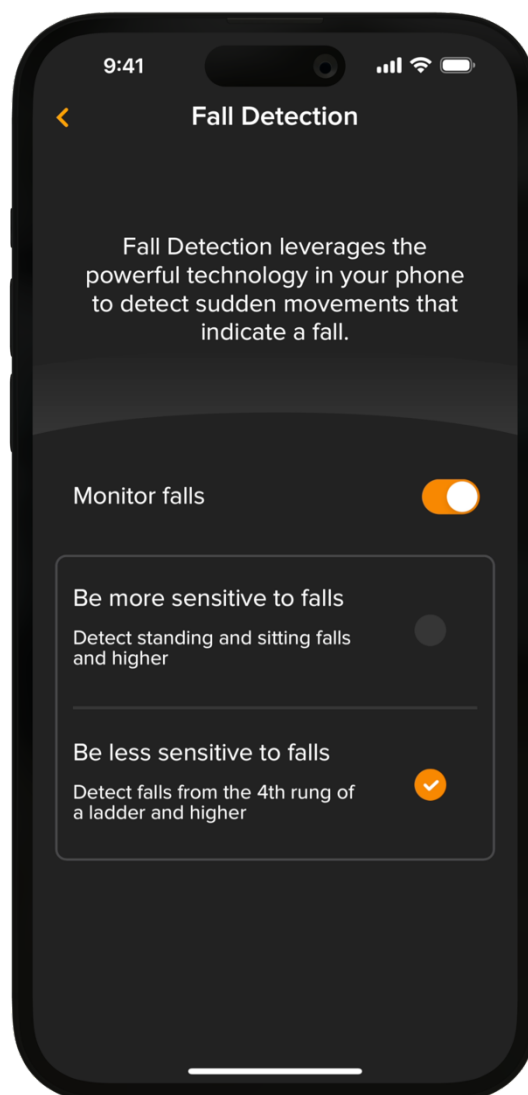 9:41
Fall Detection
Fall Detection leverages the
powerful technology in your phone
to detect sudden movements that
indicate a fall.
Monitor falls
Be more sensitive to falls
Detect standing and sitting falls
and higher
Be less sensitive to falls
Detect falls from the 4th rung of
a ladder and higher